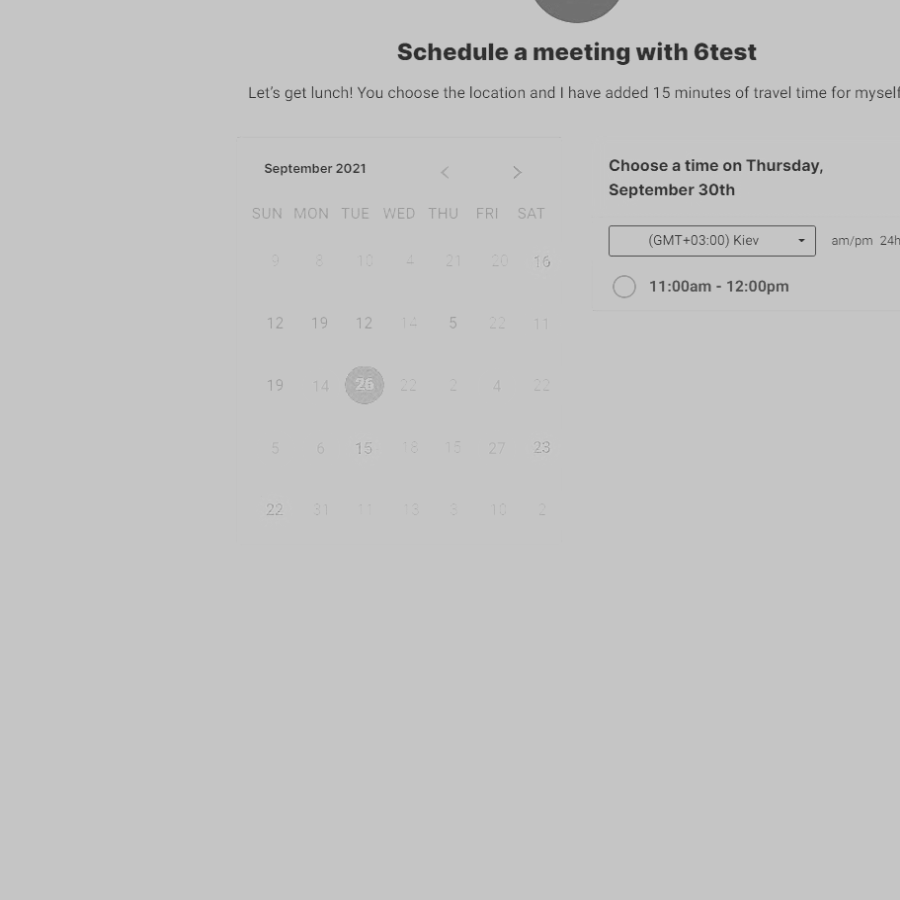 Schedule a meeting with 6test
Let's get lunch! You choose the location and I have added 15 minutes of travel time for myself
September 2021
SUN MON TUE WED THU FRI SAT
9 8 10 4 21 20 16
12 19 12 14 5 22 11
19 14 26 22 2 4 22
5 6 15 18 15 27 23
22 31 11 13 3 10 2
Choose a time on Thursday,
September 30th
(GMT+03:00) Kiev am/pm 24h
11:00am - 12:00pm